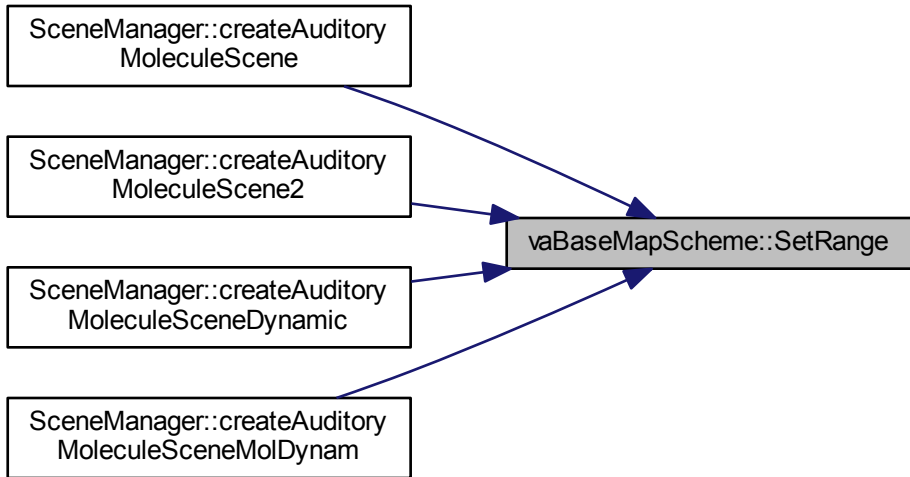 SceneManager::createAuditory
MoleculeScene
SceneManager::createAuditory
MoleculeScene2
vaBaseMapScheme::SetRange
SceneManager::createAuditory
MoleculeSceneDynamic
SceneManager::createAuditory
MoleculeSceneMolDynam